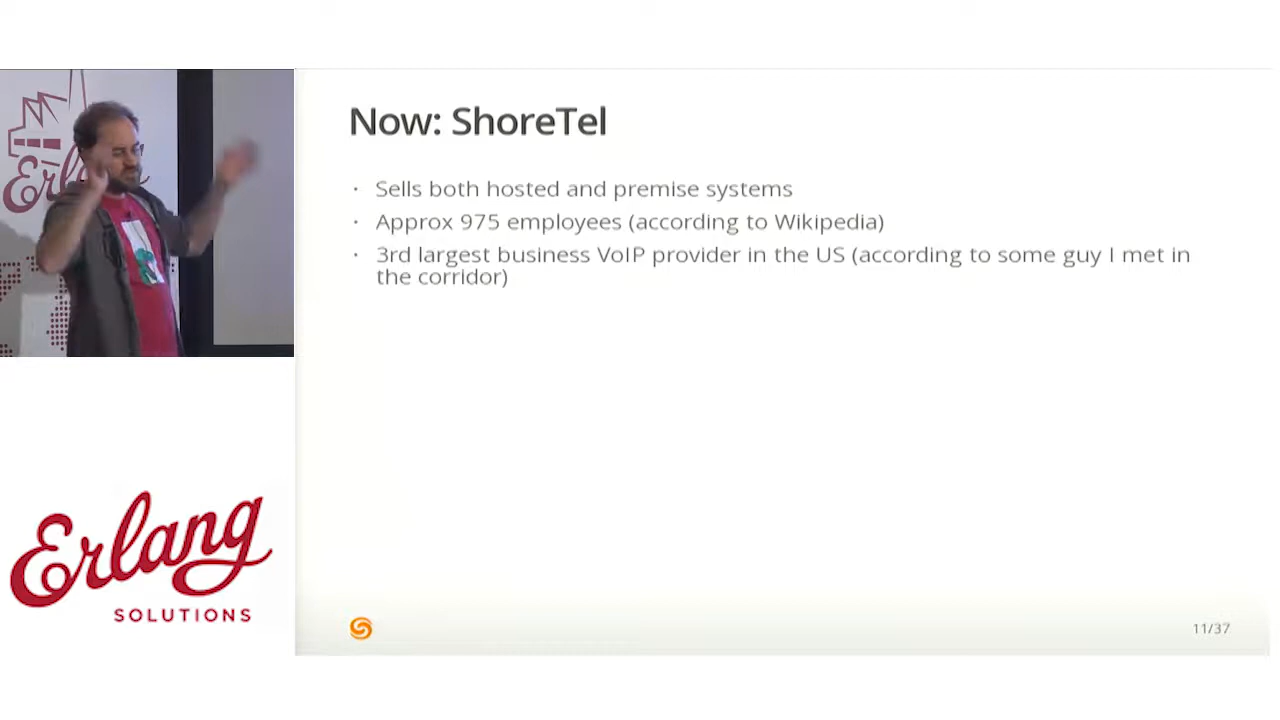 Now: ShoreTel
· Sells both hosted and premise systems
· Approx 975 employees (according to Wikipedia)
· 3rd largest business VoIP provider in the US (according to some guy I met in
the corridor)
Erlang
SOLUTIONS
11/37